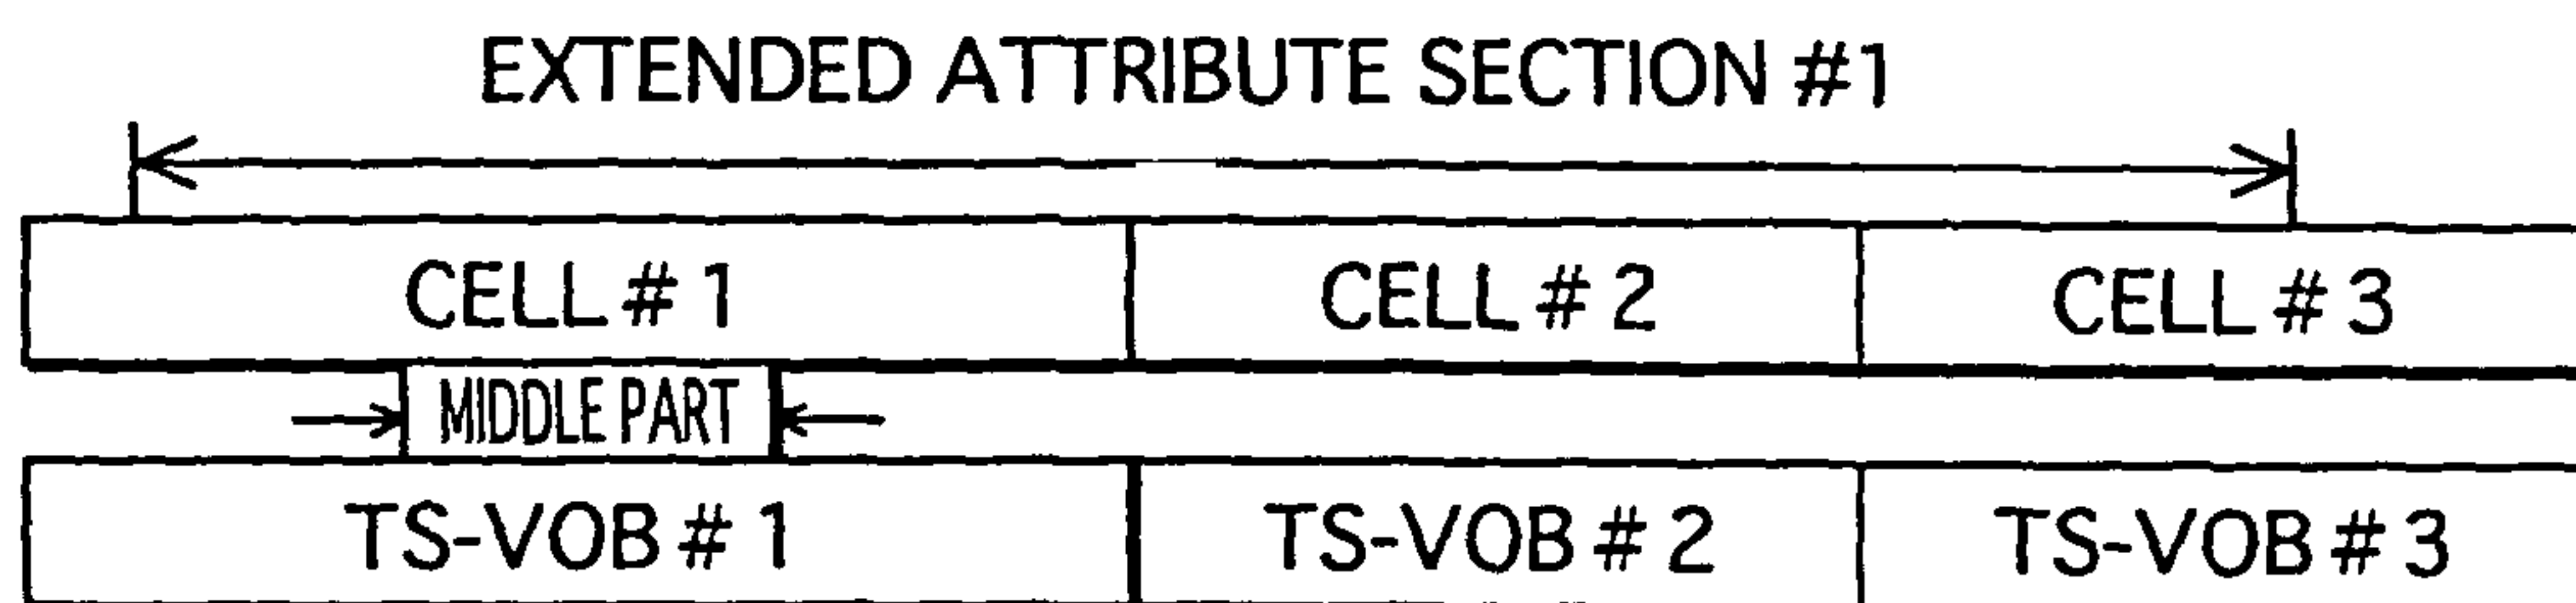 EXTENDED ATTRIBUTE SECTION #1
CELL # 1 CELL # 2 CELL # 3
MIDDLE PART
TS-VOB # 1 TS-VOB # 2 TS-VOB # 3